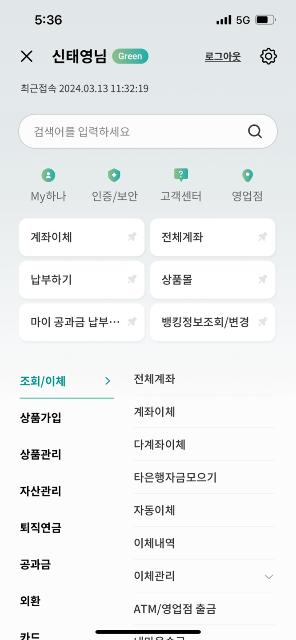 5:36 5G
신태영님 Green 로그아웃
최근접속 2024.03.13 11:32:19
검색어를 입력하세요
My하나 인증/보안 고객센터 영업점
계좌이체 전체계좌
납부하기 상품몰
마이 공과금 납부··· 뱅킹정보조회/변경
조회/이체 전체계좌
상품가입 계좌이체
상품관리 다계좌이체
자산관리 타은행자금모으기
퇴직연금 자동이체
공과금 이체내역
외환 이체관리
카드 ATM/영업점 출금